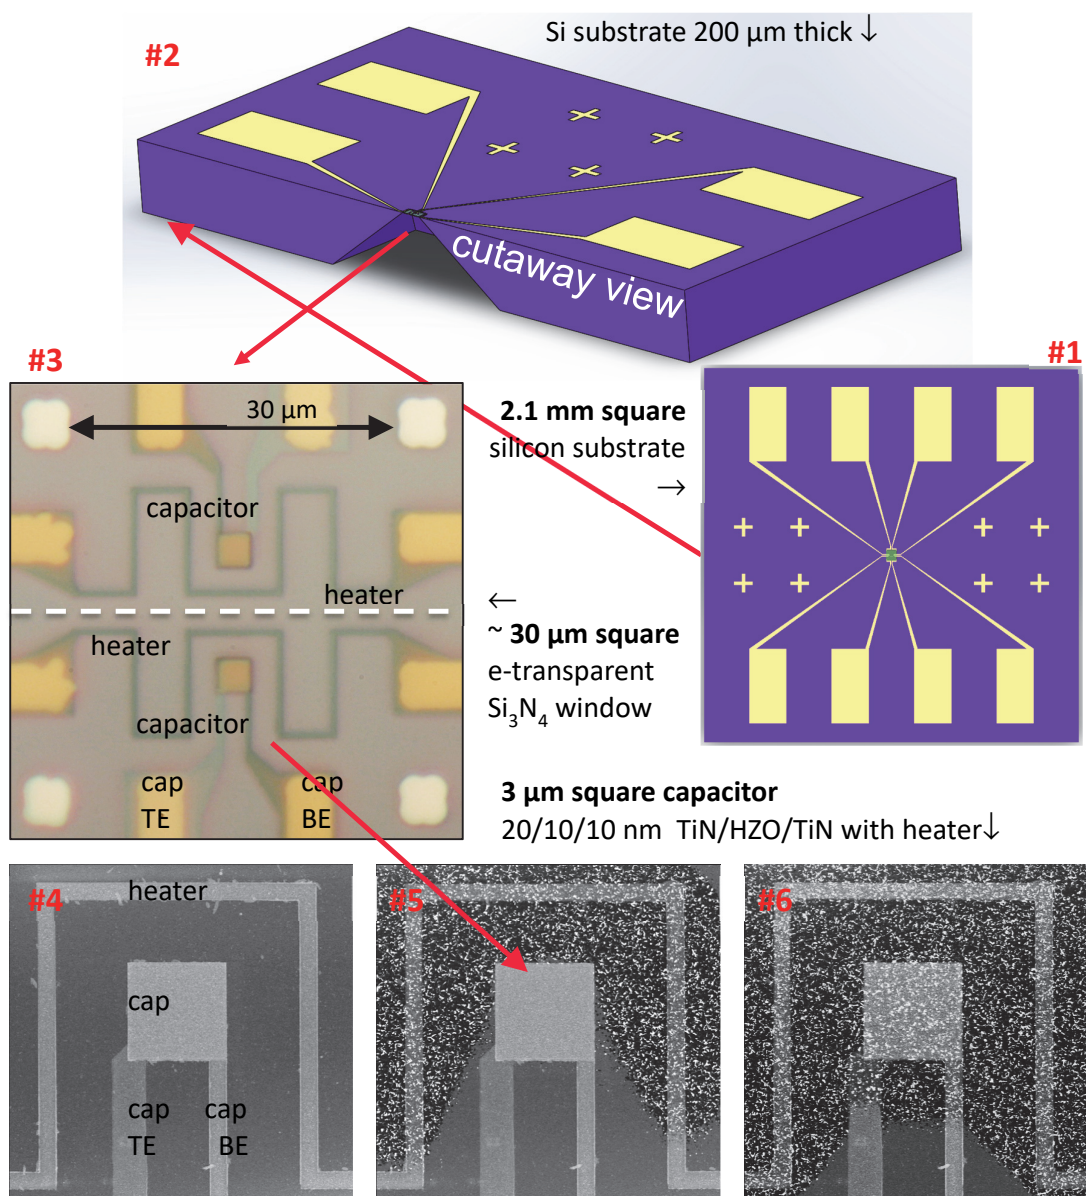 Si substrate 200 µm thick ↓
#2
cutaway view
#3
#1
30 µm
2.1 mm square
silicon substrate
→
capacitor
heater
←
heater
~ 30 µm square
e-transparent
Si₃N₄ window
capacitor
cap
TE
cap
BE
3 µm square capacitor
20/10/10 nm TiN/HZO/TiN with heater↓
#4
heater
#5
#6
cap
cap
TE
cap
BE